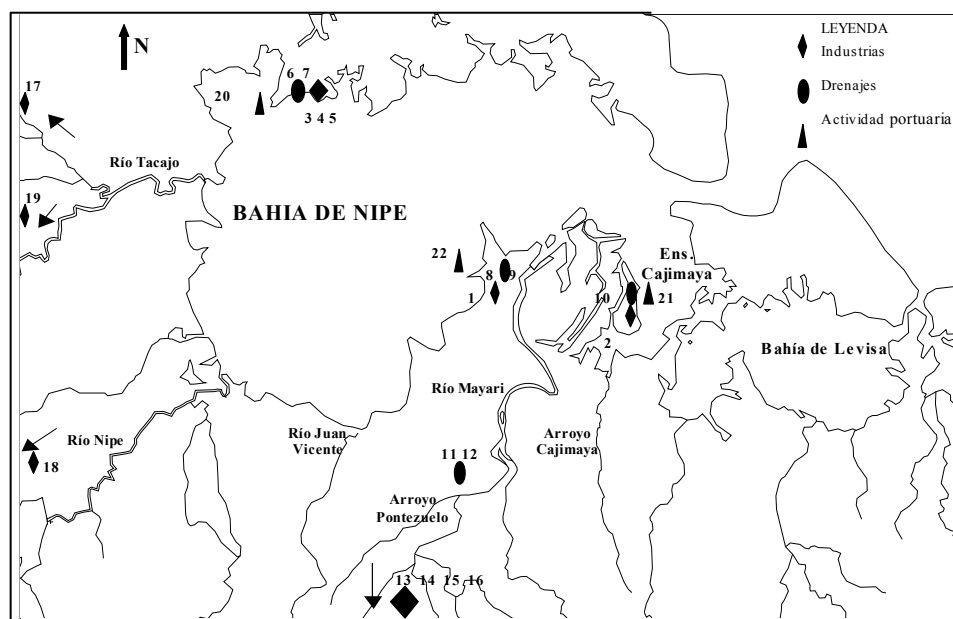 LEYENDA
N
Industrias
17
6 7
Drenajes
20
3 4 5
Actividad portuaria
Río Tacajo
19
BAHIA DE NIPE
22
Ens.
Cajimaya
8 9
1
10
21
2
Bahía de Levisa
Río Mayari
Río Juan
Vicente
Arroyo
Cajimaya
Río Nipe
18
11 12
Arroyo
Pontezuelo
13 14 15 16